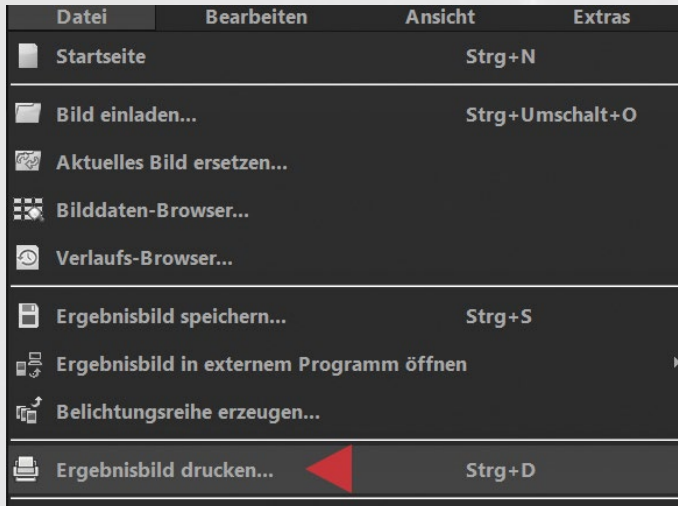 Datei Bearbeiten Ansicht Extras
Startseite Strg+N
Bild einladen... Strg+Umschalt+O
Aktuelles Bild ersetzen...
Bilddaten-Browser...
Verlaufs-Browser...
Ergebnisbild speichern... Strg+S
Ergebnisbild in externem Programm öffnen
Belichtungsreihe erzeugen...
Ergebnisbild drucken... Strg+D